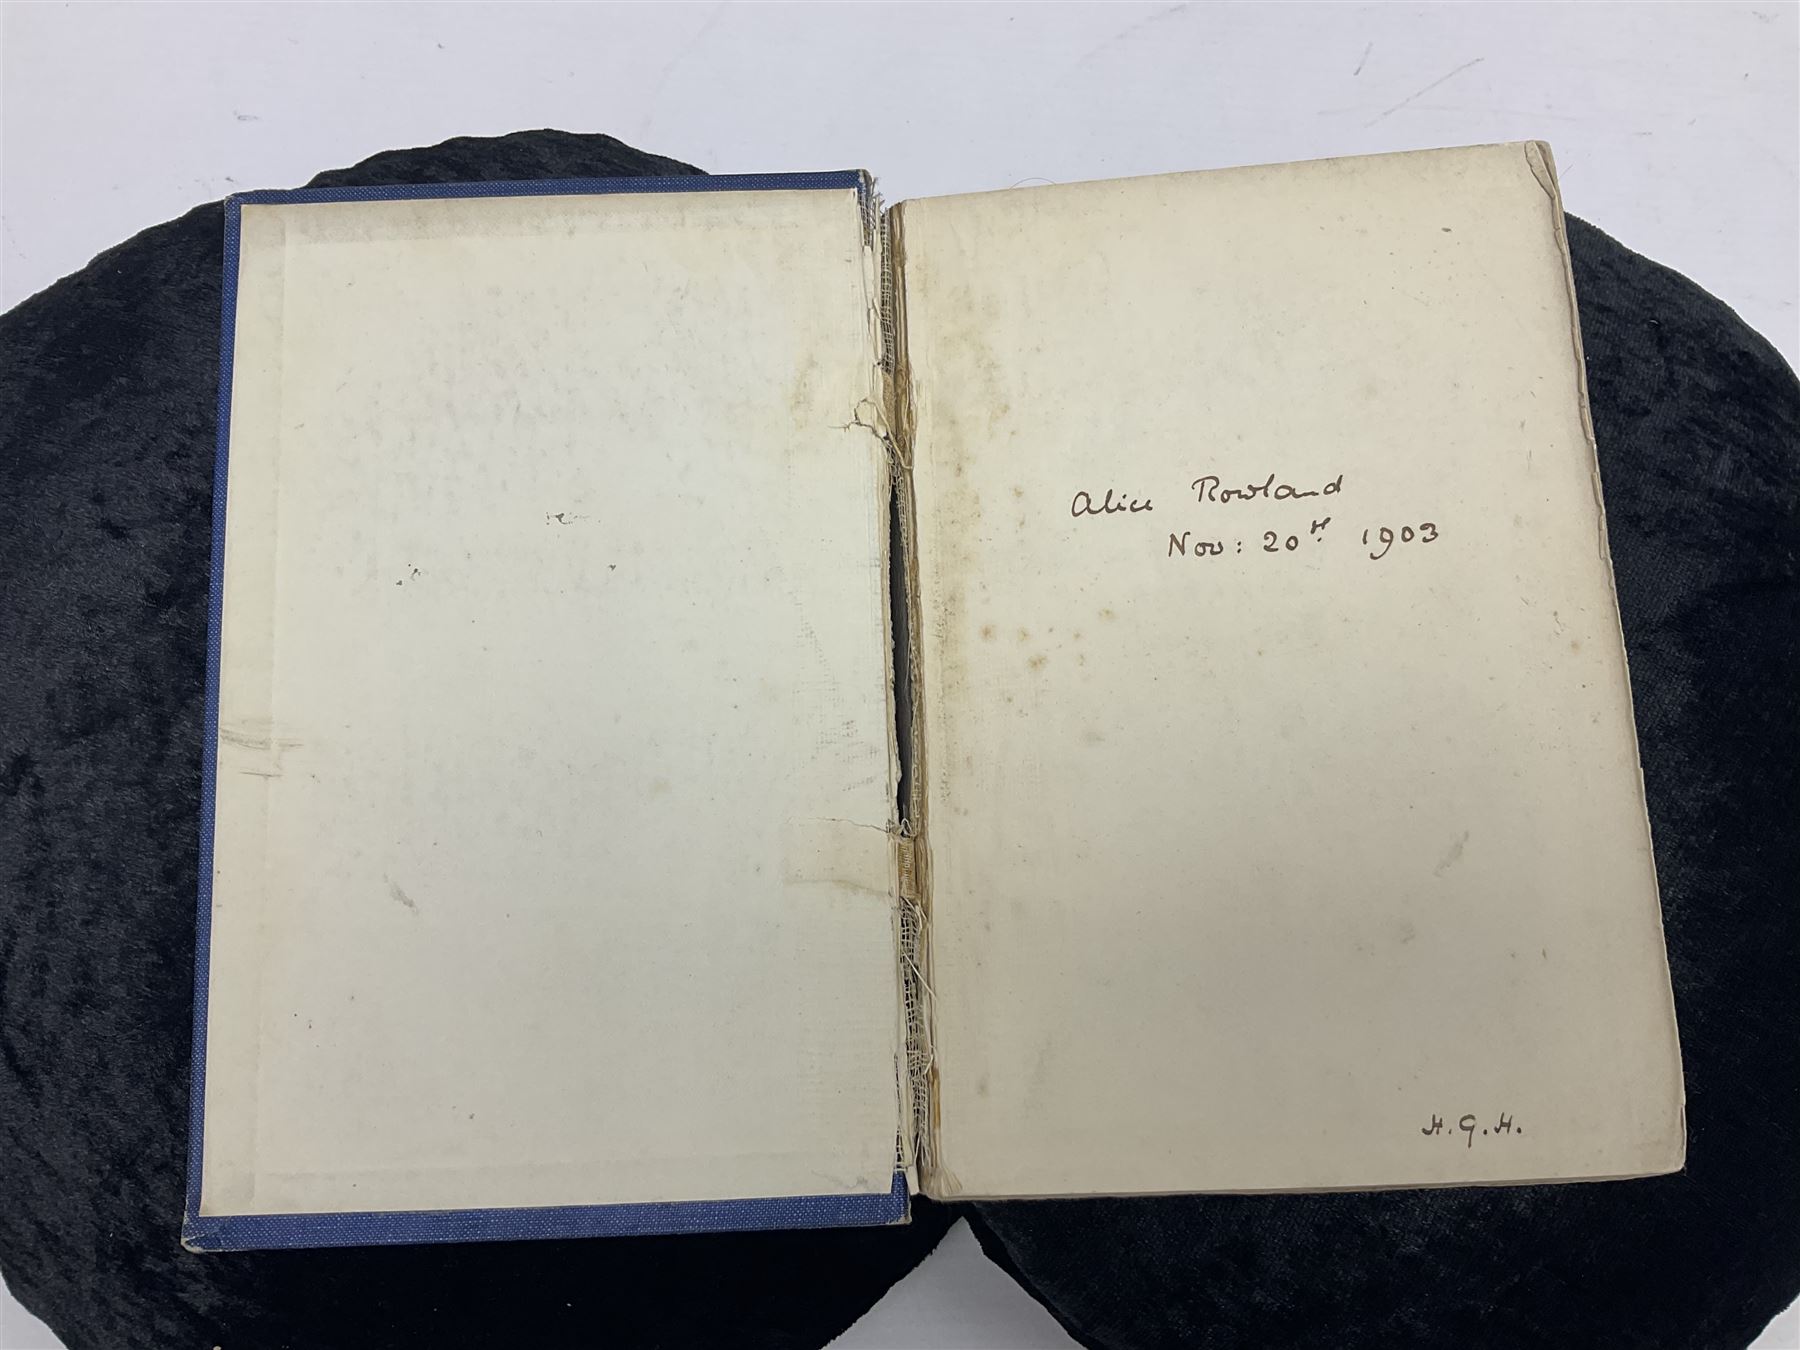 Alice Rowland
Nov: 20th. 1903
H.G.H.